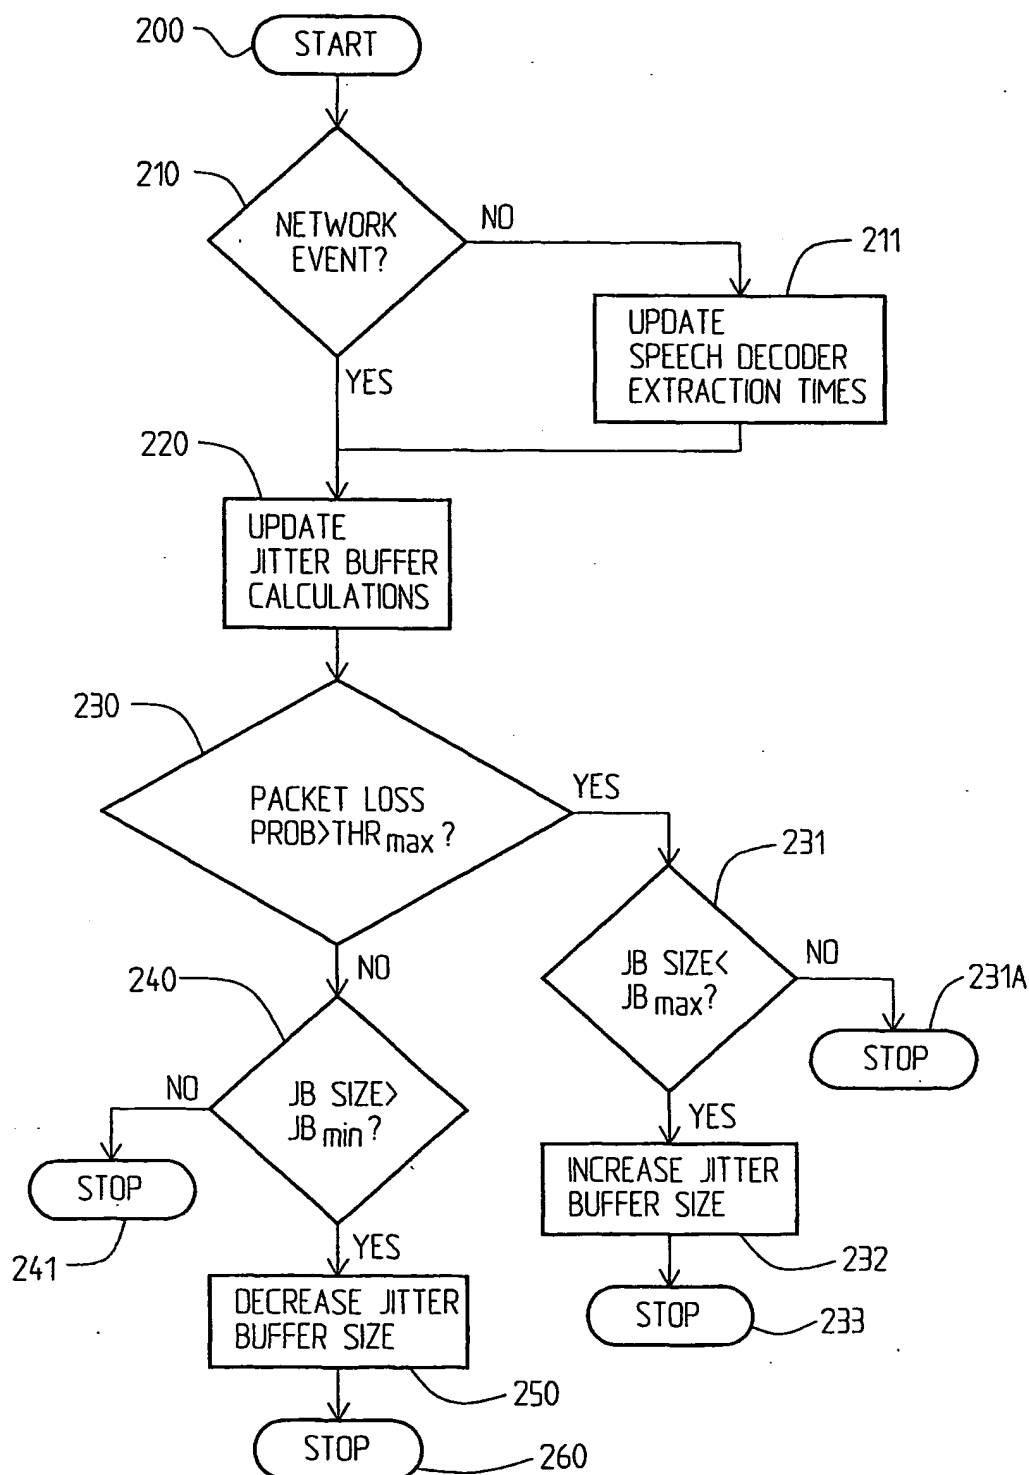 200
START
210
NETWORK
EVENT?
NO
211
UPDATE
SPEECH DECODER
EXTRACTION TIMES
YES
220
UPDATE
JITTER BUFFER
CALCULATIONS
230
PACKET LOSS
PROB>THRmax?
YES
231
JB SIZE<
JBmax?
NO
231A
STOP
NO
240
JB SIZE>
JBmin?
NO
STOP
241
YES
INCREASE JITTER
BUFFER SIZE
232
STOP
233
YES
DECREASE JITTER
BUFFER SIZE
250
STOP
260